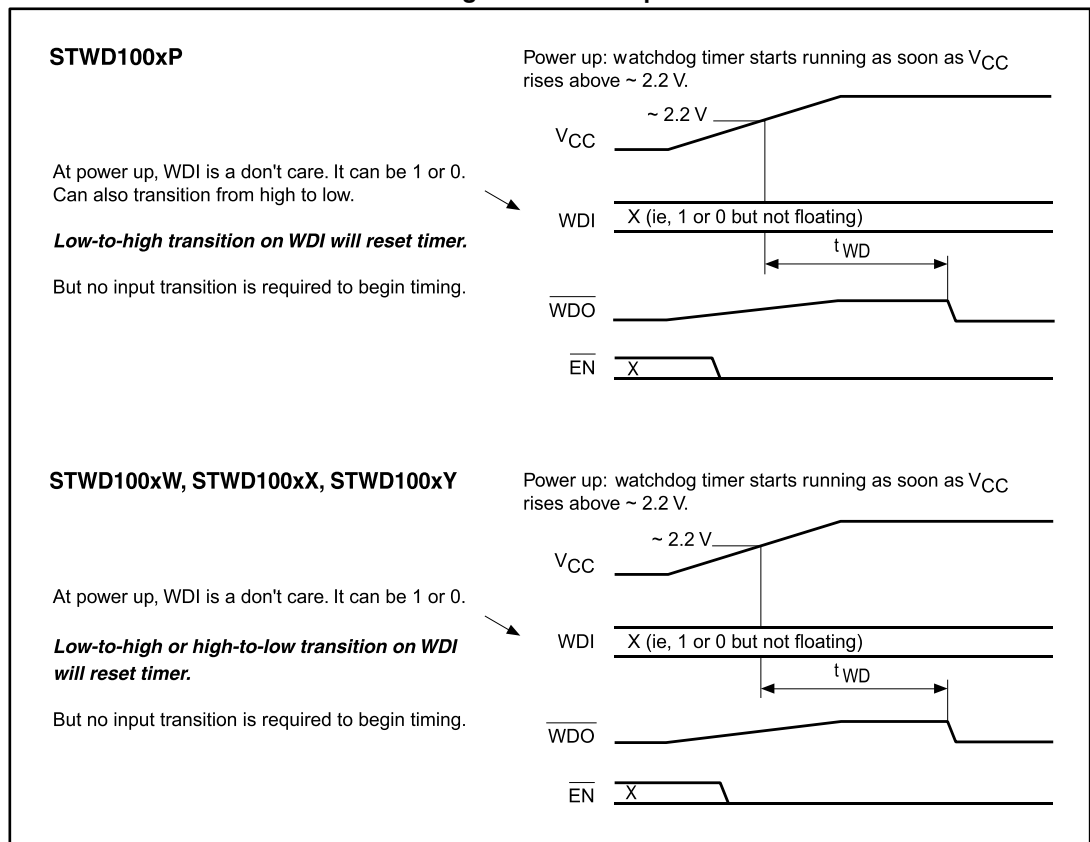 STWD100xP
Power up: watchdog timer starts running as soon as VCC
rises above ~ 2.2 V.
~ 2.2 V
VCC
At power up, WDI is a don't care. It can be 1 or 0.
Can also transition from high to low.
WDI X (ie, 1 or 0 but not floating)
Low-to-high transition on WDI will reset timer.
tWD
But no input transition is required to begin timing.
WDO
EN X
STWD100xW, STWD100xX, STWD100xY
Power up: watchdog timer starts running as soon as VCC
rises above ~ 2.2 V.
~ 2.2 V
VCC
At power up, WDI is a don't care. It can be 1 or 0.
WDI X (ie, 1 or 0 but not floating)
Low-to-high or high-to-low transition on WDI
will reset timer.
tWD
But no input transition is required to begin timing.
WDO
EN X